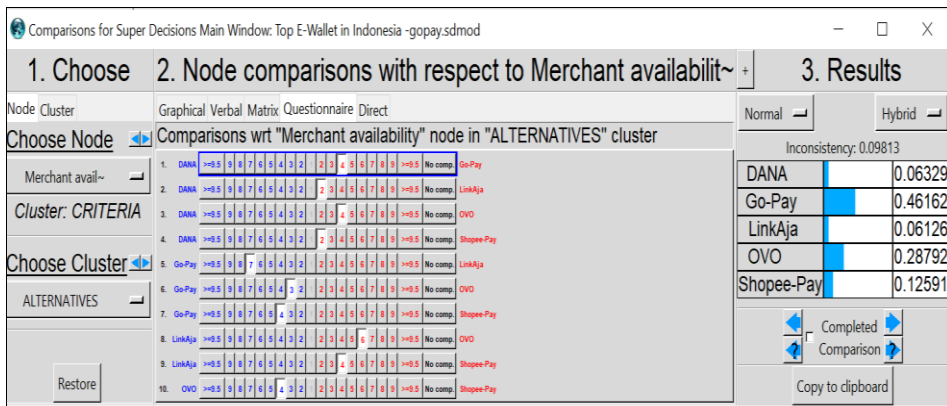 Comparisons for Super Decisions Main Window: Top E-Wallet in Indonesia -gopay.sdmod
1. Choose
Node Cluster
Choose Node
Merchant avail~
Cluster: CRITERIA
Choose Cluster
ALTERNATIVES
Restore
2. Node comparisons with respect to Merchant availabilit~
+
Graphical Verbal Matrix Questionnaire Direct
Comparisons wrt "Merchant availability" node in "ALTERNATIVES" cluster
1. DANA >=9.5 9 8 7 6 5 4 3 2 2 3 4 5 6 7 8 9 >=9.5 No comp. Go-Pay
2. DANA >=9.5 9 8 7 6 5 4 3 2 2 3 4 5 6 7 8 9 >=9.5 No comp. LinkAja
3. DANA >=9.5 9 8 7 6 5 4 3 2 2 3 4 5 6 7 8 9 >=9.5 No comp. OVO
4. DANA >=9.5 9 8 7 6 5 4 3 2 2 3 4 5 6 7 8 9 >=9.5 No comp. Shopee-Pay
5. Go-Pay >=9.5 9 8 7 6 5 4 3 2 2 3 4 5 6 7 8 9 >=9.5 No comp. LinkAja
6. Go-Pay >=9.5 9 8 7 6 5 4 3 2 2 3 4 5 6 7 8 9 >=9.5 No comp. OVO
7. Go-Pay >=9.5 9 8 7 6 5 4 3 2 2 3 4 5 6 7 8 9 >=9.5 No comp. Shopee-Pay
8. LinkAja >=9.5 9 8 7 6 5 4 3 2 2 3 4 5 6 7 8 9 >=9.5 No comp. OVO
9. LinkAja >=9.5 9 8 7 6 5 4 3 2 2 3 4 5 6 7 8 9 >=9.5 No comp. Shopee-Pay
10. OVO >=9.5 9 8 7 6 5 4 3 2 2 3 4 5 6 7 8 9 >=9.5 No comp. Shopee-Pay
3. Results
Normal Hybrid
Inconsistency: 0.09813
DANA 0.06329
Go-Pay 0.46162
LinkAja 0.06126
OVO 0.28792
Shopee-Pay 0.12591
Completed
? Comparison ?
Copy to clipboard